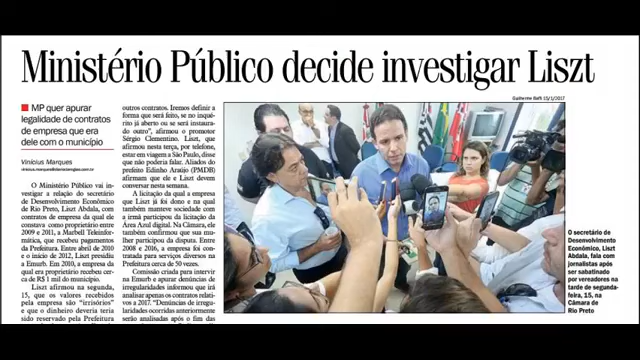 Ministério Público decide investigar Liszt
Guilherme Baffi 15/1/2017
MP quer apurar
legalidade de contratos
de empresa que era
dele com o município
Vinícius Marques
O Ministério Público vai in-
vestigar a relação do secretário
de Desenvolvimento Econômico
de Rio Preto, Liszt Abdala, com
contratos de empresa da qual ele
constava como proprietário entre
2009 e 2011, a Marbell Teleinfor-
mática, que recebeu pagamentos
da Prefeitura. Entre abril de 2010
e o início de 2012, Liszt presidiu
a Emurb. Em 2010, a empresa da
qual era proprietário recebeu cerca
de R$ 1 mil do município.
Liszt afirmou na segunda,
15, que os valores recebidos
pela empresa são “irrisórios”
e que o dinheiro deveria ter
sido reservado pela Prefeitura
outros contratos. Iremos definir a
forma que será feito, se no inqué-
rito já aberto ou se será instaura-
do outro”, afirmou o promotor
Sérgio Clementino. Liszt, que
afirmou nesta terça, por telefone,
estar em viagem a São Paulo, disse
que não poderia falar. Aliados do
prefeito Edinho Araújo (PMDB)
afirmam que ele e Liszt devem
conversar nesta semana.
A licitação da qual a empresa
que Liszt já foi dono e na qual
também manteve sociedade com
a irmã participou da licitação da
Área Azul digital. Na Câmara, ele
também confirmou que sua mu-
lher participou da disputa. Entre
2008 e 2016, a empresa foi con-
tratada para serviços diversos na
Prefeitura cerca de 50 vezes.
Comissão criada para intervir
na Emurb e apurar denúncias de
irregularidades informou que irá
analisar apenas os contratos relati-
vos a 2017. “Denúncias de irregu-
laridades ocorridas anteriormente
serão analisadas após o fim das
O secretário de
Desenvolvimento
Econômico, Liszt
Abdala, fala com
jornalistas após
ser sabatinado
por vereadores na
tarde de segunda-
feira, 15, na
Câmara de
Rio Preto